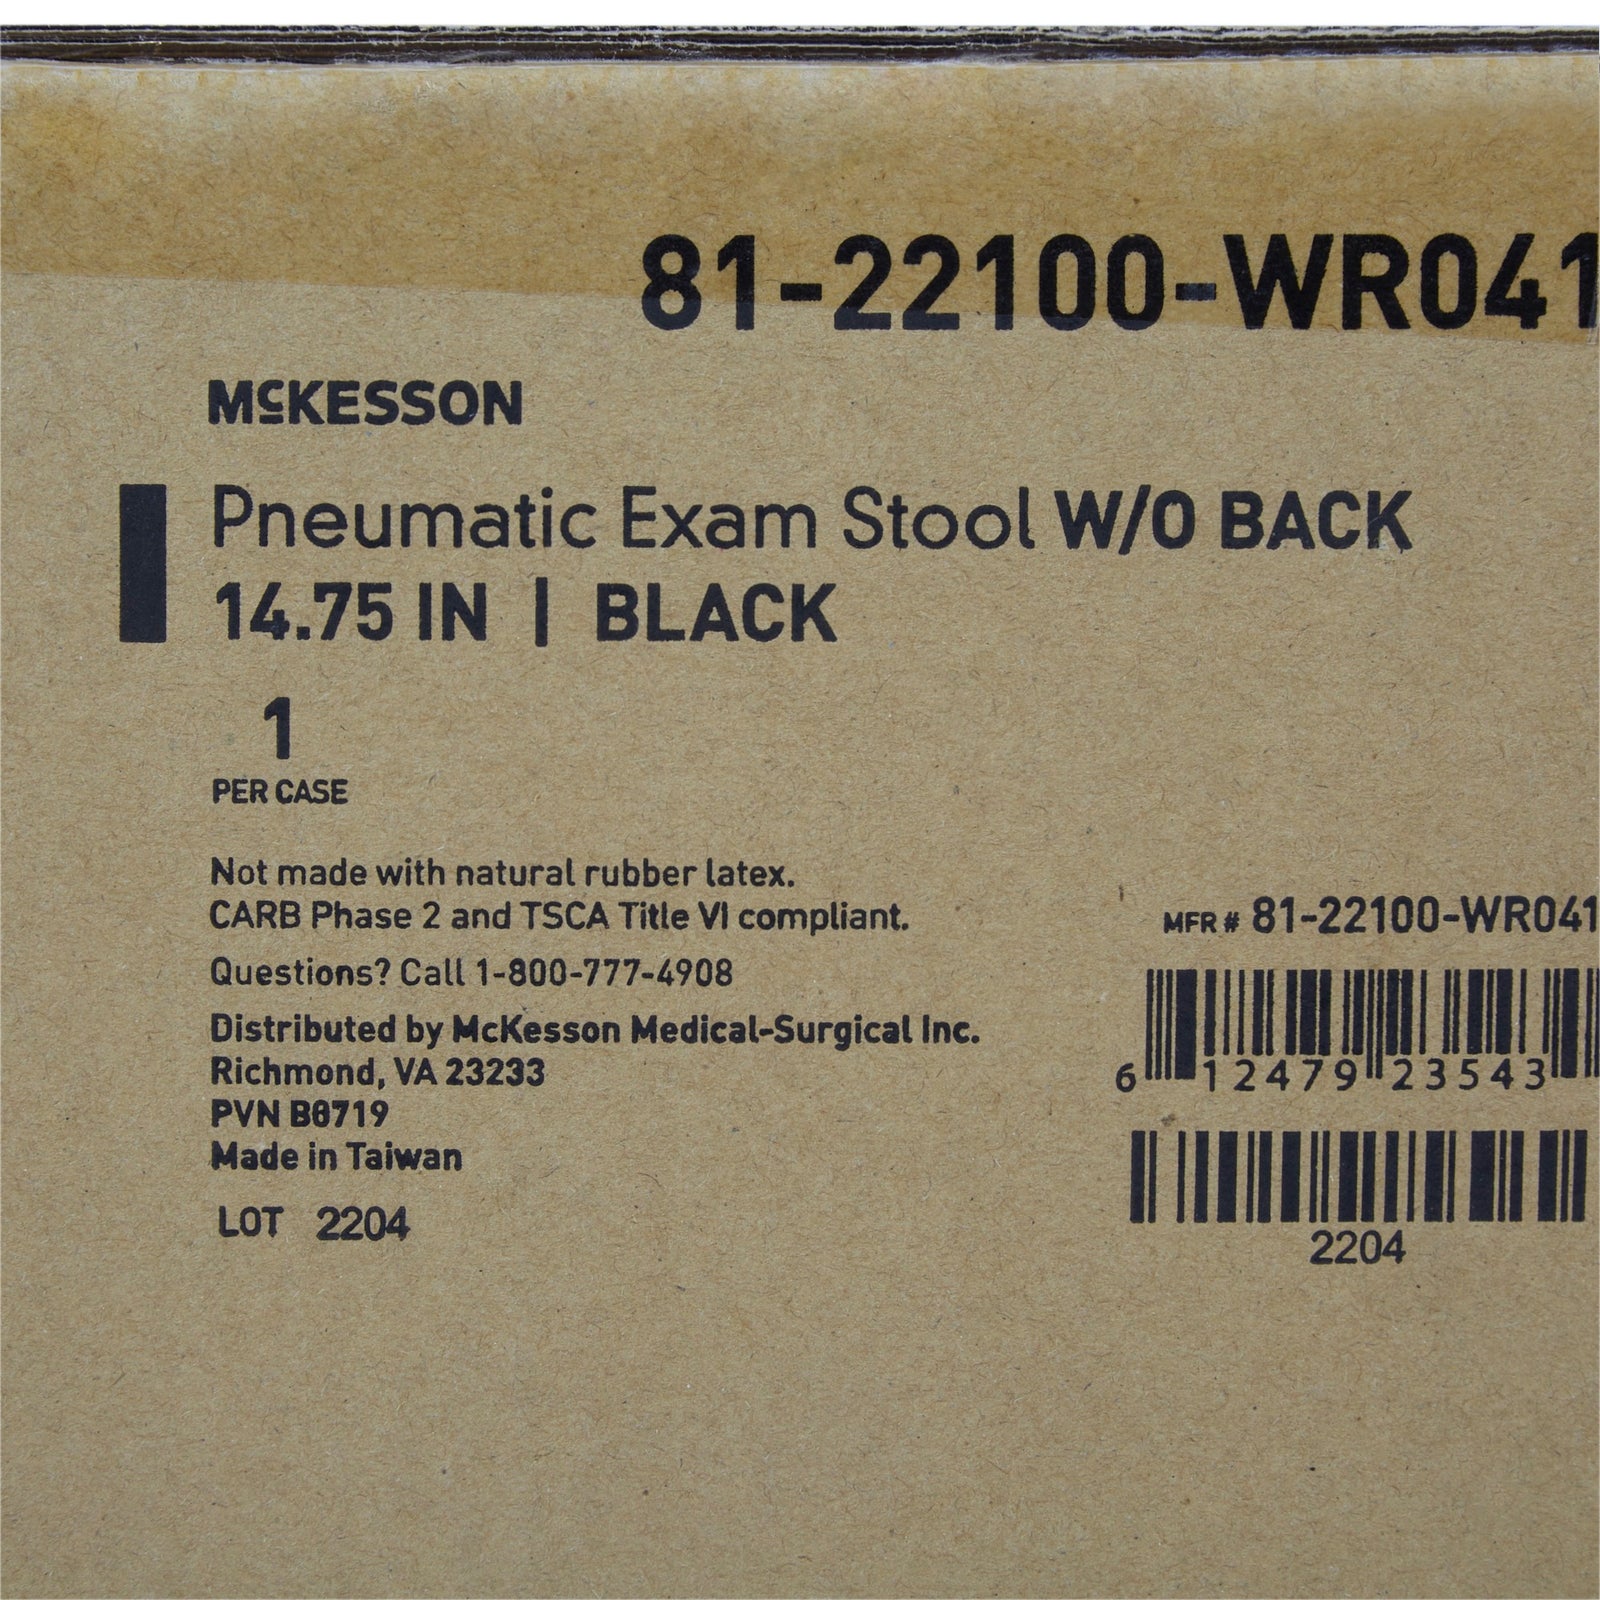 81-22100-WR041
McKESSON
Pneumatic Exam Stool W/O BACK
14.75 IN | BLACK
1
PER CASE
Not made with natural rubber latex.
CARB Phase 2 and TSCA Title VI compliant.
Questions? Call 1-800-777-4908
Distributed by McKesson Medical-Surgical Inc.
Richmond, VA 23233
PVN B8719
Made in Taiwan
LOT 2204
MFR # 81-22100-WR041
6 12479 23543
2204